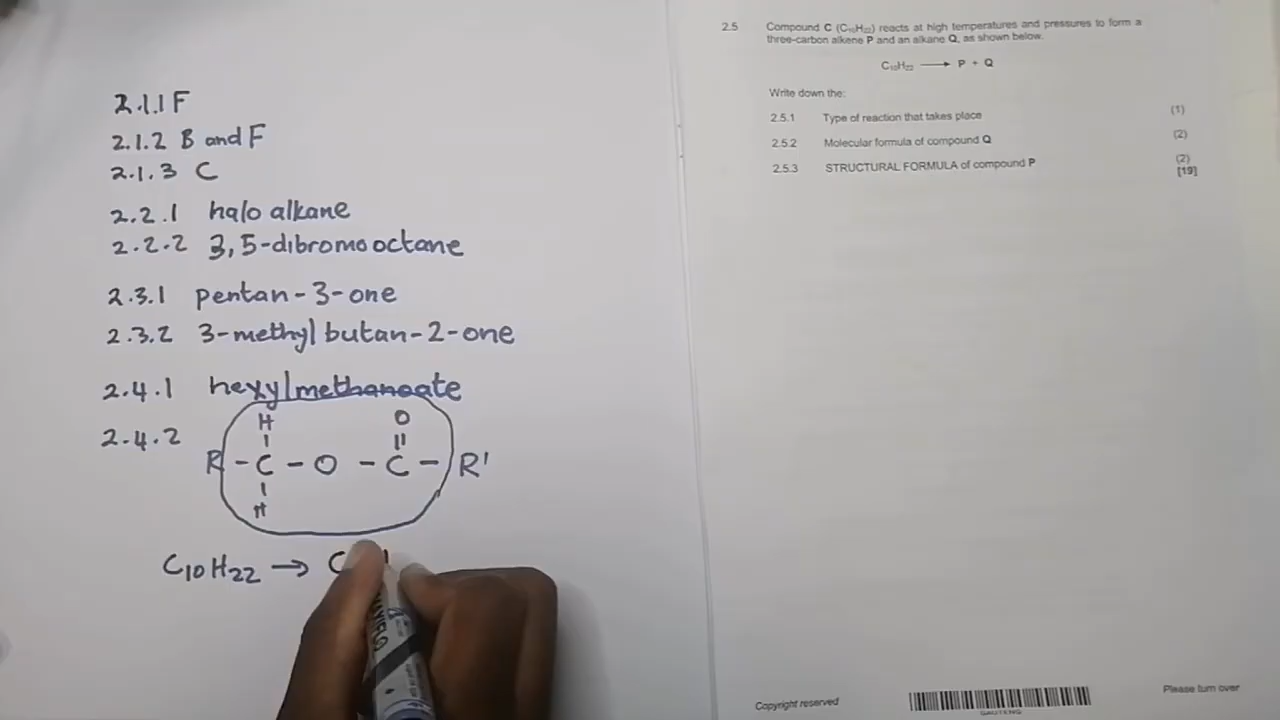 2.1.1 F
2.1.2 B and F
2.1.3 C
2.2.1 halo alkane
2.2.2 3,5-dibromo octane
2.3.1 pentan-3-one
2.3.2 3-methyl butan-2-one
2.4.1 hexylmethanoate
2.4.2
H O
R-C-O-C-R'
H
C10H22 → C
2.5 Compound C (C10H22) reacts at high temperatures and pressures to form a
three-carbon alkene P and an alkane Q, as shown below.
C10H22 ⟶ P + Q
Write down the:
2.5.1 Type of reaction that takes place (1)
2.5.2 Molecular formula of compound Q (2)
2.5.3 STRUCTURAL FORMULA of compound P (2)
[19]
Copyright reserved
Please turn over